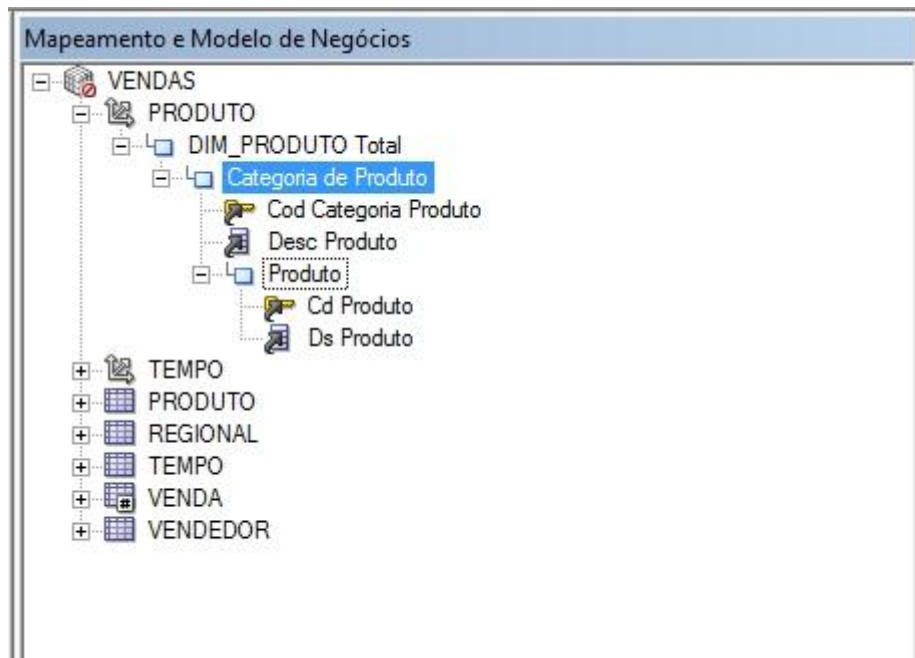 Mapeamento e Modelo de Negócios
VENDAS
PRODUTO
DIM_PRODUTO Total
Categoria de Produto
Cod Categoria Produto
Desc Produto
Produto
Cd Produto
Ds Produto
TEMPO
PRODUTO
REGIONAL
TEMPO
VENDA
VENDEDOR